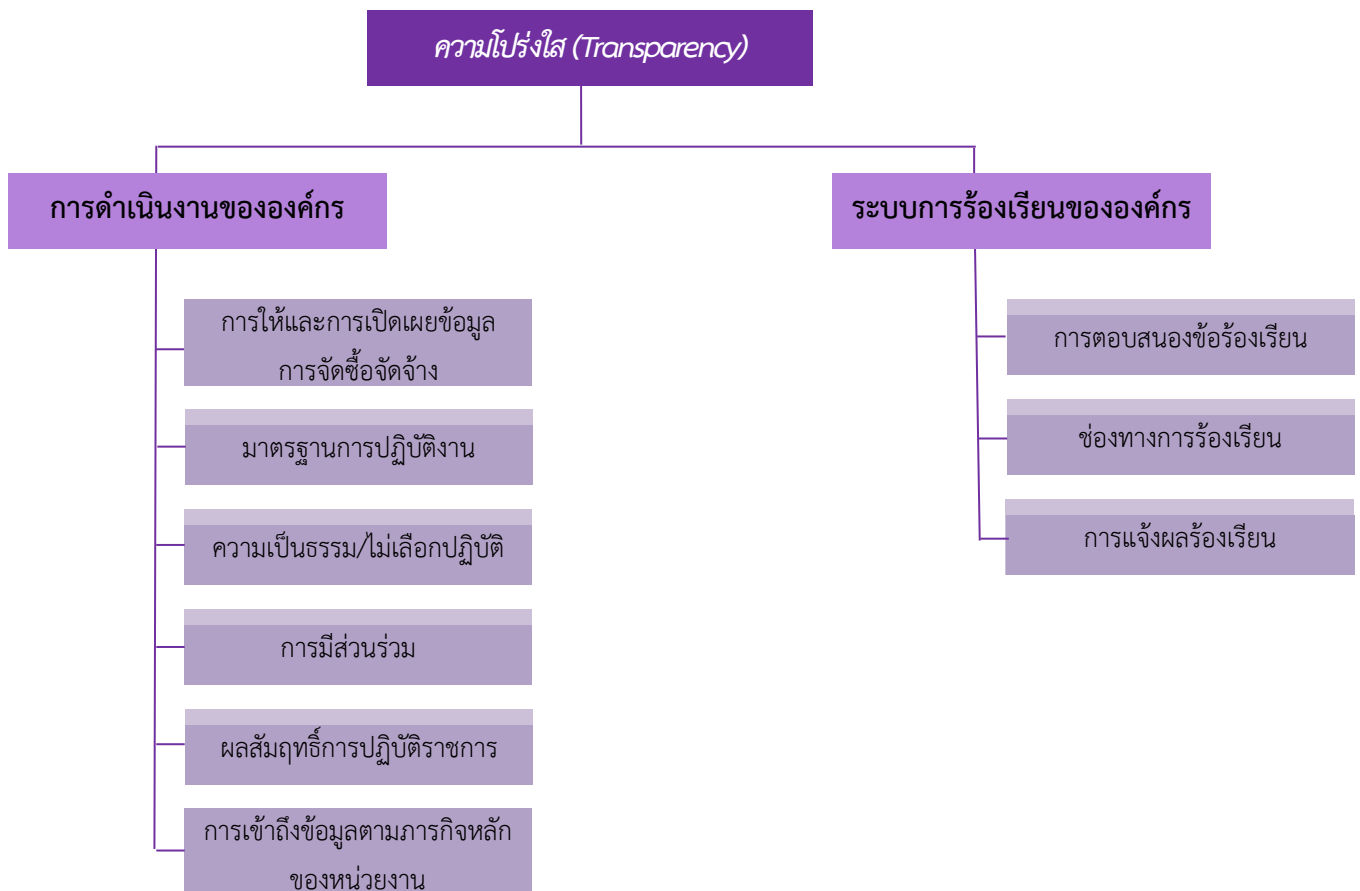 ความโปร่งใส (Transparency)
การดำเนินงานขององค์กร
การให้และการเปิดเผยข้อมูล
การจัดซื้อจัดจ้าง
มาตรฐานการปฏิบัติงาน
ความเป็นธรรม/ไม่เลือกปฏิบัติ
การมีส่วนร่วม
ผลสัมฤทธิ์การปฏิบัติราชการ
การเข้าถึงข้อมูลตามภารกิจหลัก
ของหน่วยงาน
ระบบการร้องเรียนขององค์กร
การตอบสนองข้อร้องเรียน
ช่องทางการร้องเรียน
การแจ้งผลร้องเรียน